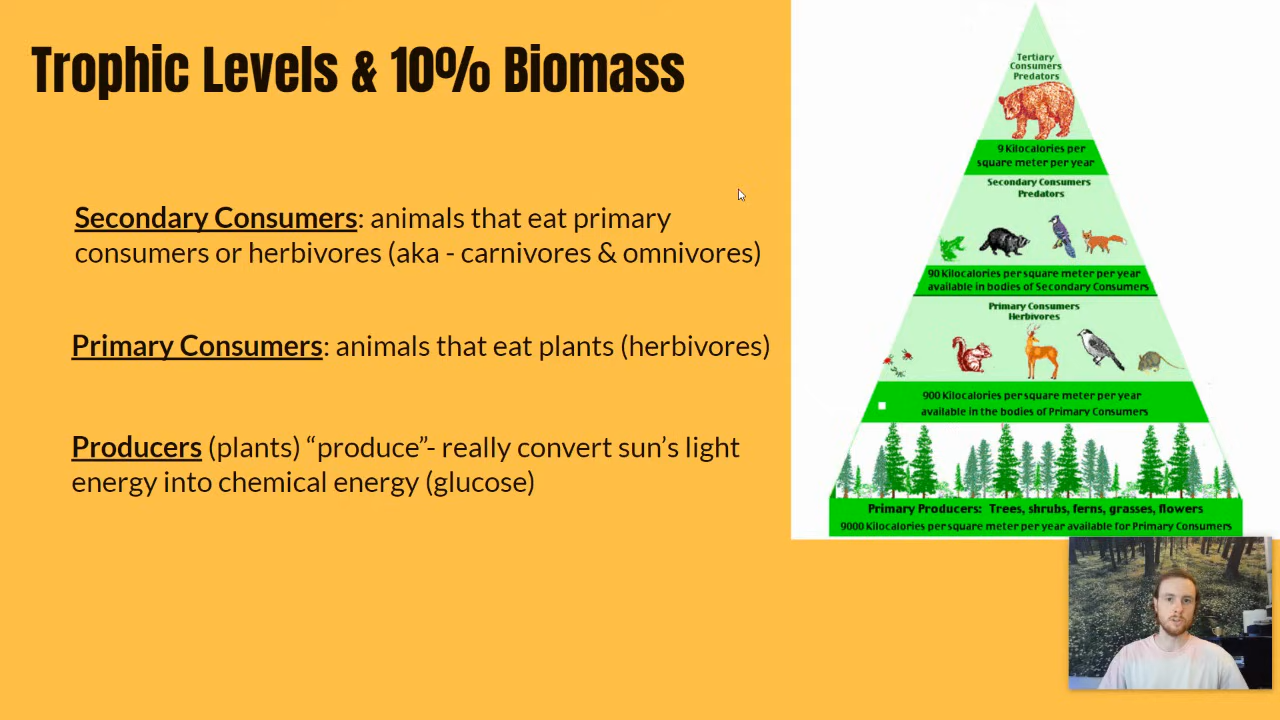 Trophic Levels & 10% Biomass
Secondary Consumers: animals that eat primary
consumers or herbivores (aka - carnivores & omnivores)
Primary Consumers: animals that eat plants (herbivores)
Producers (plants) “produce”- really convert sun’s light
energy into chemical energy (glucose)
Tertiary
Consumers
Predators
9 Kilocalories per
square meter per year
Secondary Consumers
Predators
90 Kilocalories per square meter per year
available in bodies of Secondary Consumers
Primary Consumers
Herbivores
900 Kilocalories per square meter per year
available in the bodies of Primary Consumers
Primary Producers: Trees, shrubs, ferns, grasses, flowers
9000 Kilocalories per square meter per year available for Primary Consumers